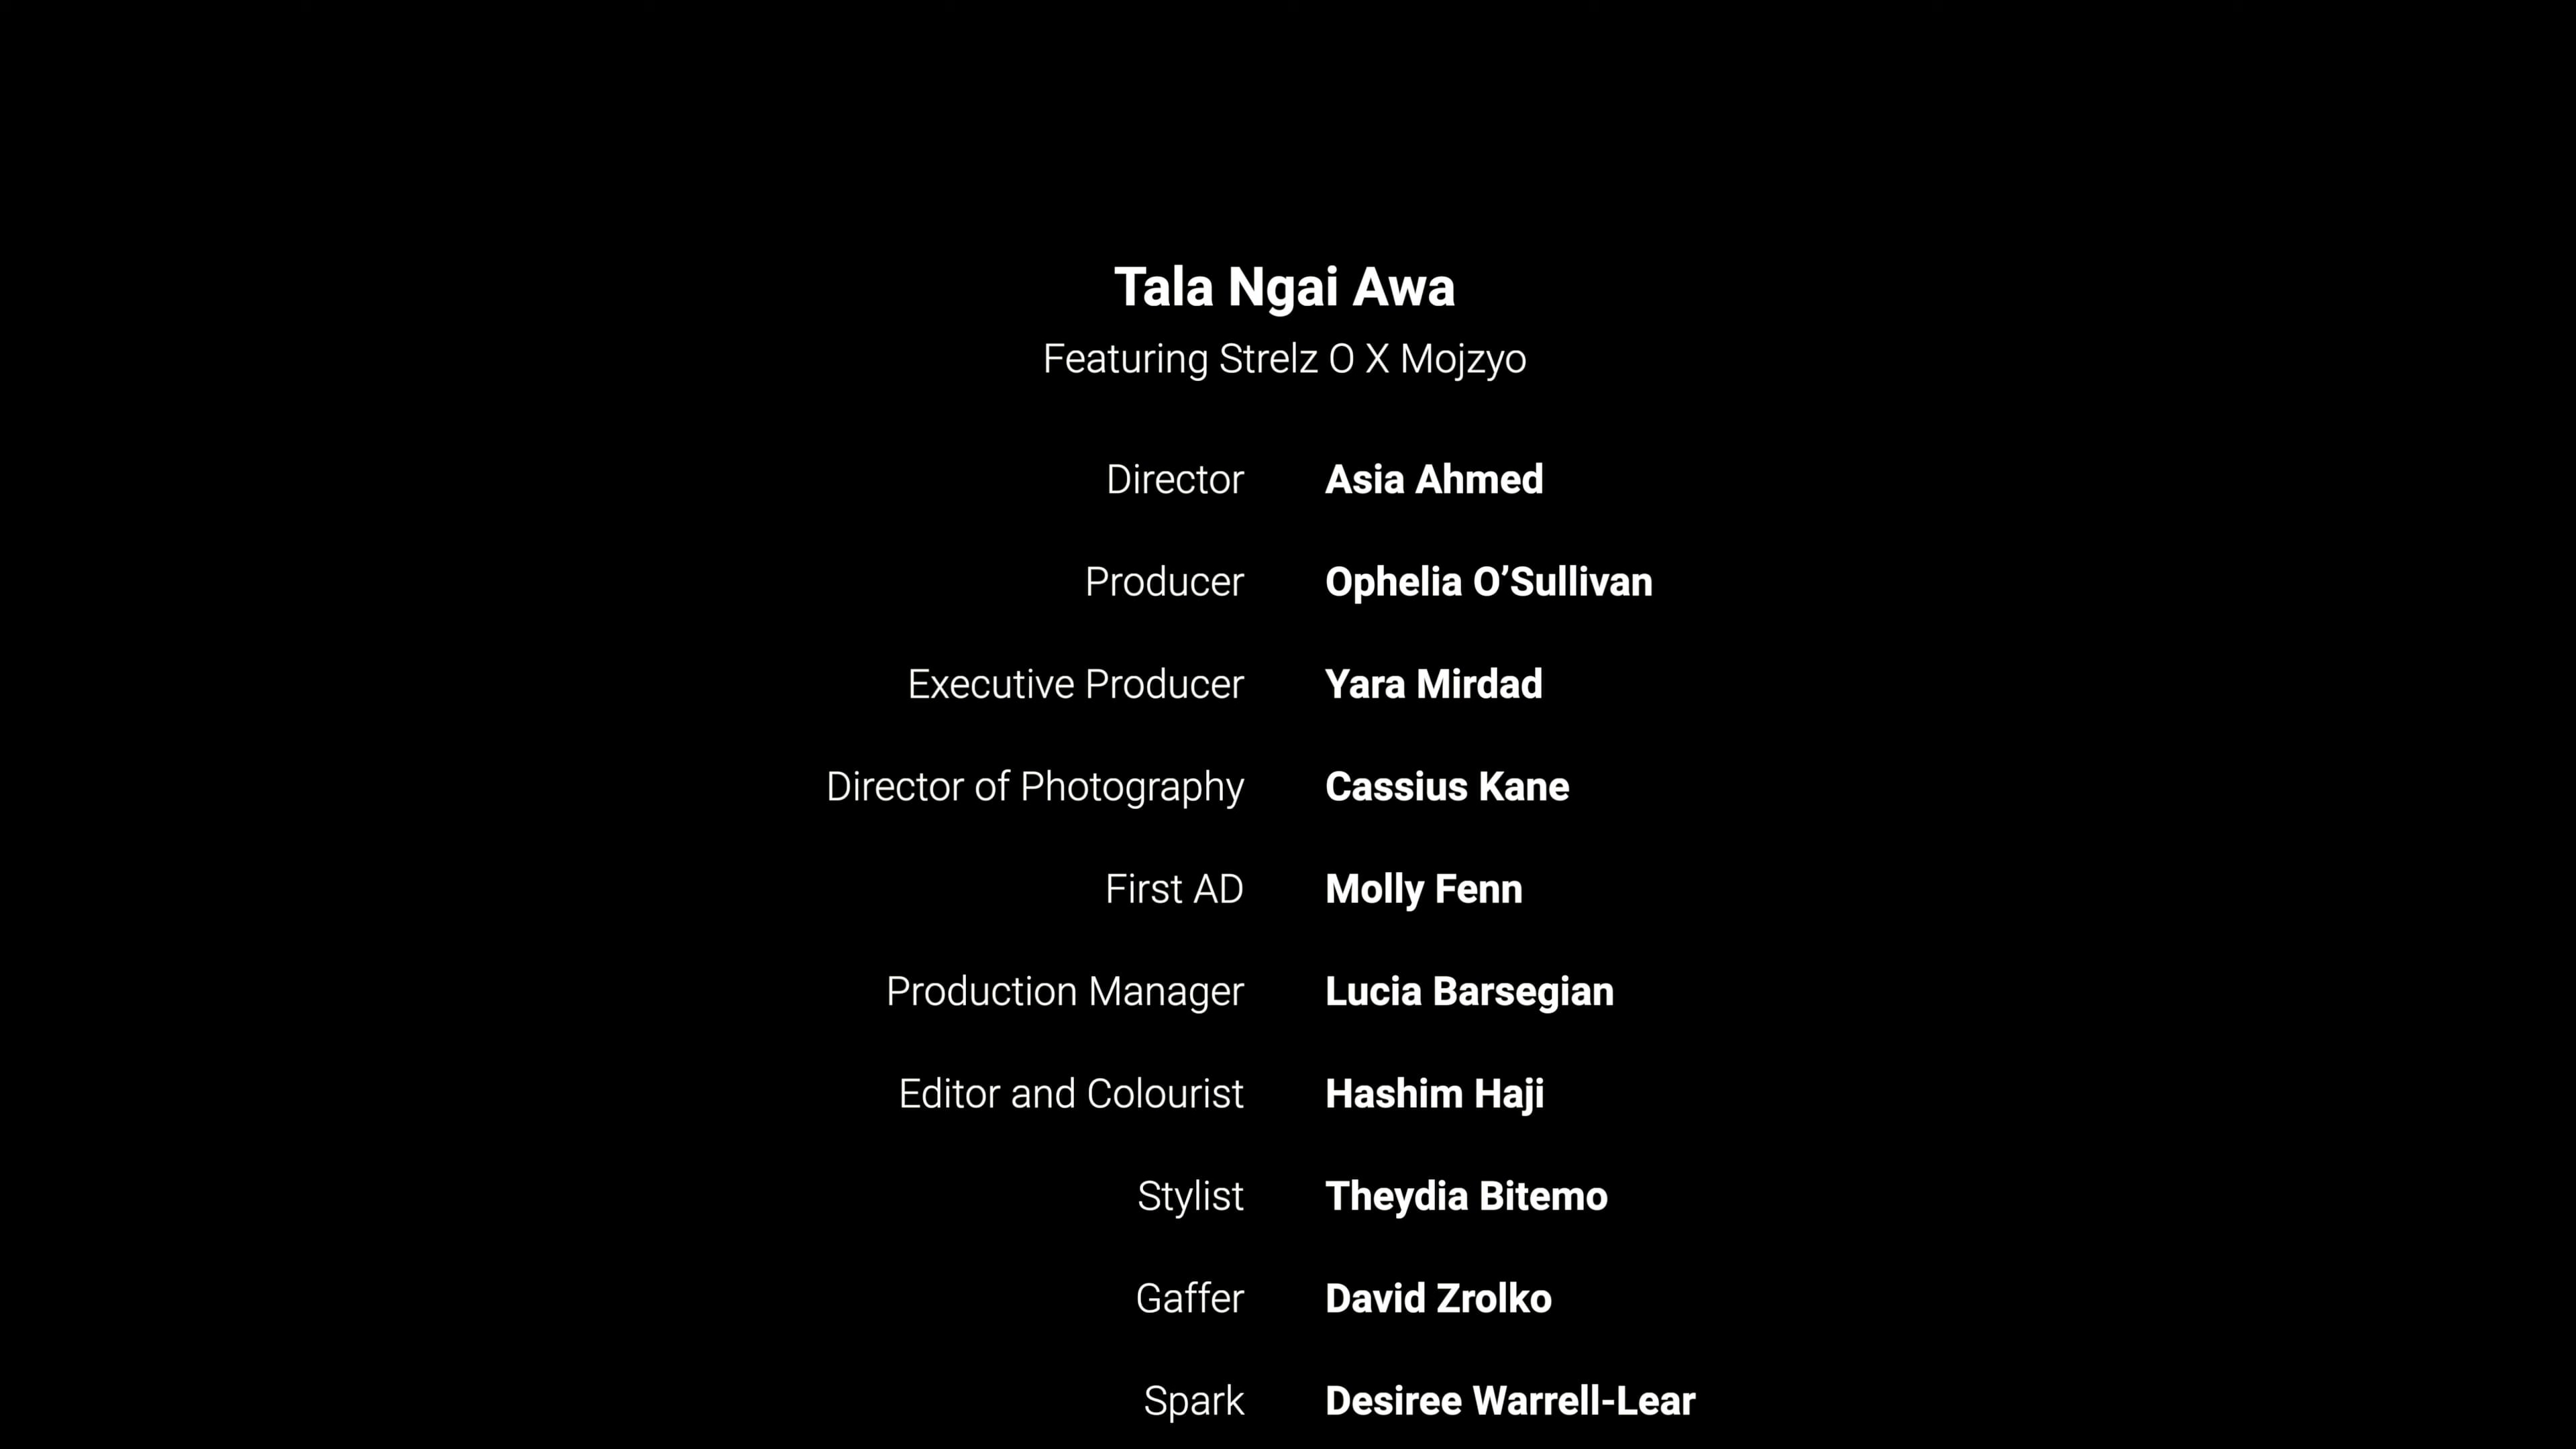 Tala Ngai Awa
Featuring Strelz O X Mojzyo
Director Asia Ahmed
Producer Ophelia O’Sullivan
Executive Producer Yara Mirdad
Director of Photography Cassius Kane
First AD Molly Fenn
Production Manager Lucia Barsegian
Editor and Colourist Hashim Haji
Stylist Theydia Bitemo
Gaffer David Zrolko
Spark Desiree Warrell-Lear